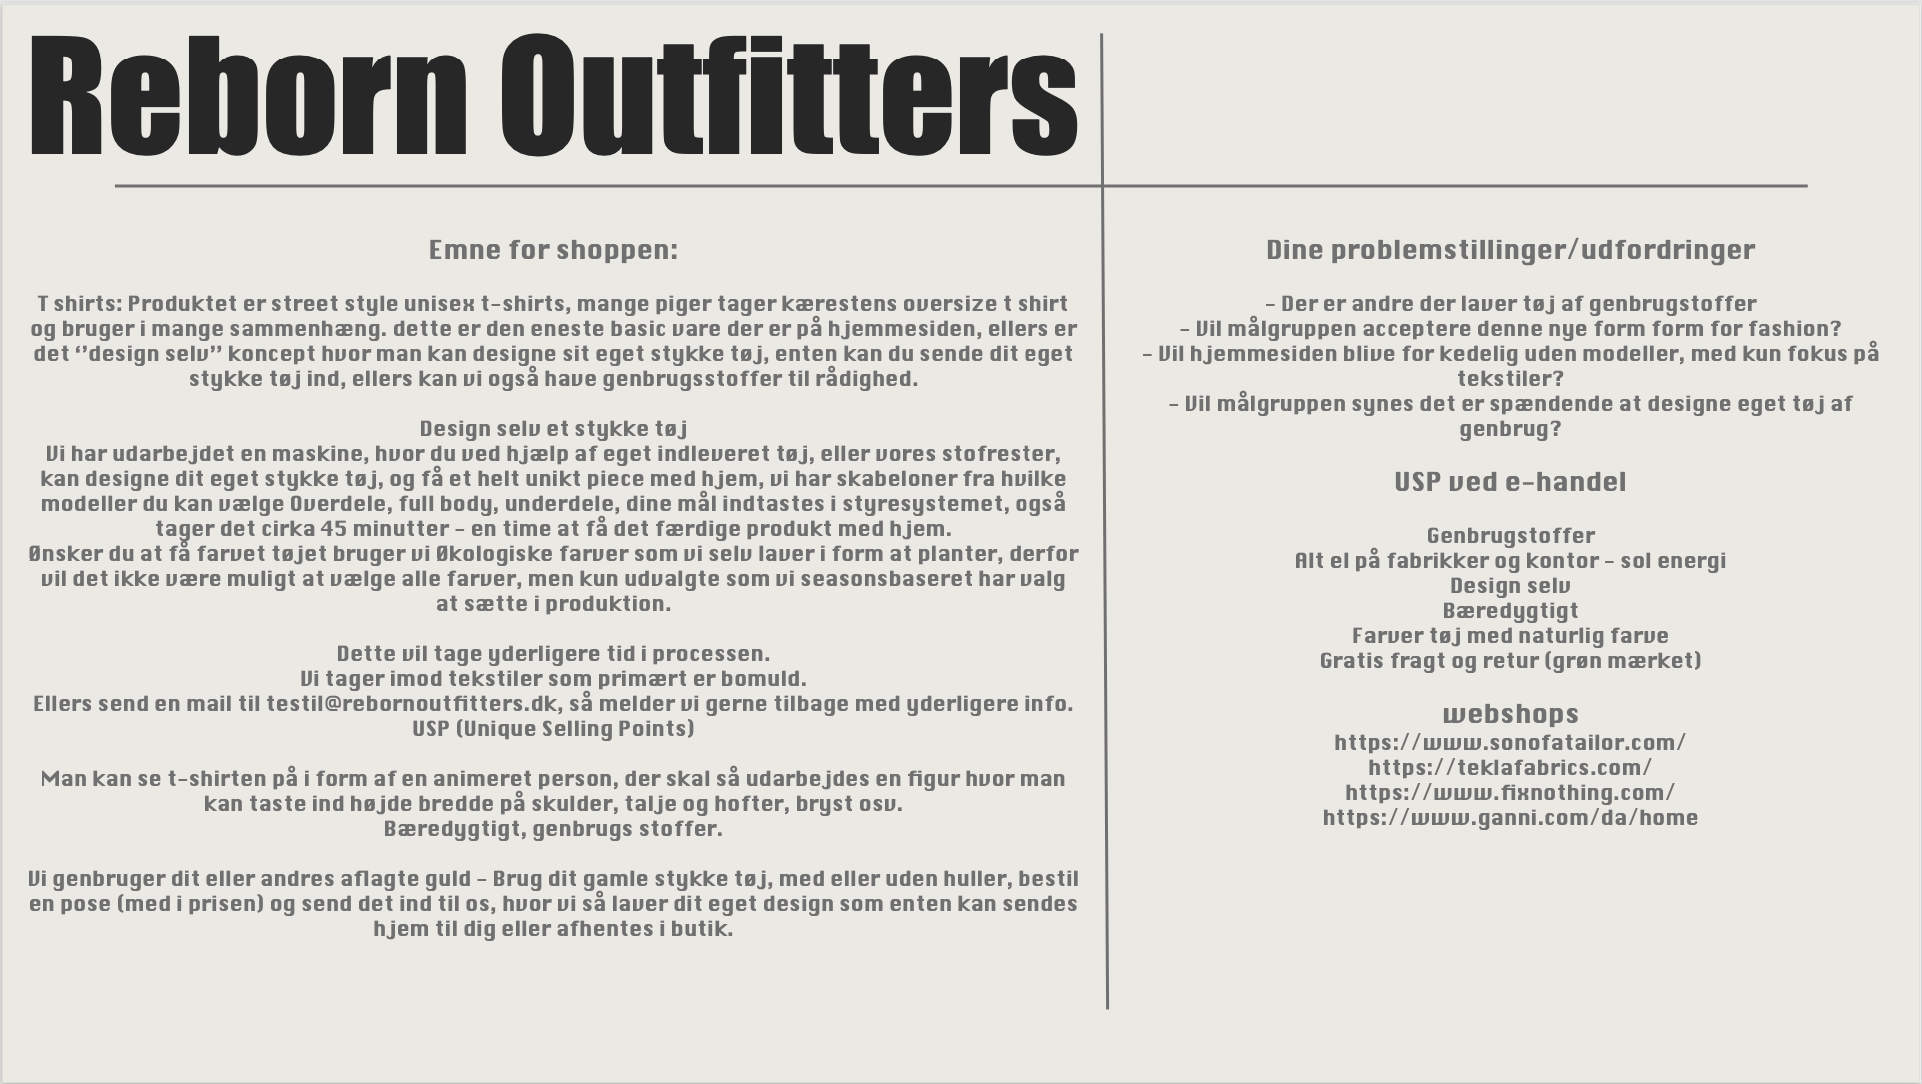 Reborn Outfitters
Emne for shoppen:
T shirts: Produktet er street style unisex t-shirts, mange piger tager kærestens oversize t shirt
og bruger i mange sammenhæng. dette er den eneste basic vare der er på hjemmesiden, ellers er
det ‘’design selv’’ koncept hvor man kan designe sit eget stykke tøj, enten kan du sende dit eget
stykke tøj ind, ellers kan vi også have genbrugsstoffer til rådighed.
Design selv et stykke tøj
Vi har udarbejdet en maskine, hvor du ved hjælp af eget indleveret tøj, eller vores stofrester,
kan designe dit eget stykke tøj, og få et helt unikt piece med hjem, vi har skabeloner fra hvilke
modeller du kan vælge Overdele, full body, underdele, dine mål indtastes i styresystemet, også
tager det cirka 45 minutter - en time at få det færdige produkt med hjem.
Ønsker du at få farvet tøjet bruger vi Økologiske farver som vi selv laver i form at planter, derfor
vil det ikke være muligt at vælge alle farver, men kun udvalgte som vi seasonsbaseret har valg
at sætte i produktion.
Dette vil tage yderligere tid i processen.
Vi tager imod tekstiler som primært er bomuld.
Ellers send en mail til testil@rebornoutfitters.dk, så melder vi gerne tilbage med yderligere info.
USP (Unique Selling Points)
Man kan se t-shirten på i form af en animeret person, der skal så udarbejdes en figur hvor man
kan taste ind højde bredde på skulder, talje og hofter, bryst osv.
Bæredygtigt, genbrugs stoffer.
Vi genbruger dit eller andres aflagte guld - Brug dit gamle stykke tøj, med eller uden huller, bestil
en pose (med i prisen) og send det ind til os, hvor vi så laver dit eget design som enten kan sendes
hjem til dig eller afhentes i butik.
Dine problemstillinger/udfordringer
- Der er andre der laver tøj af genbrugstoffer
- Vil målgruppen acceptere denne nye form form for fashion?
- Vil hjemmesiden blive for kedelig uden modeller, med kun fokus på
tekstiler?
- Vil målgruppen synes det er spændende at designe eget tøj af
genbrug?
USP ved e-handel
Genbrugstoffer
Alt el på fabrikker og kontor - sol energi
Design selv
Bæredygtigt
Farver tøj med naturlig farve
Gratis fragt og retur (grøn mærket)
webshops
https://www.sonofatailor.com/
https://teklafabrics.com/
https://www.fixnothing.com/
https://www.ganni.com/da/home